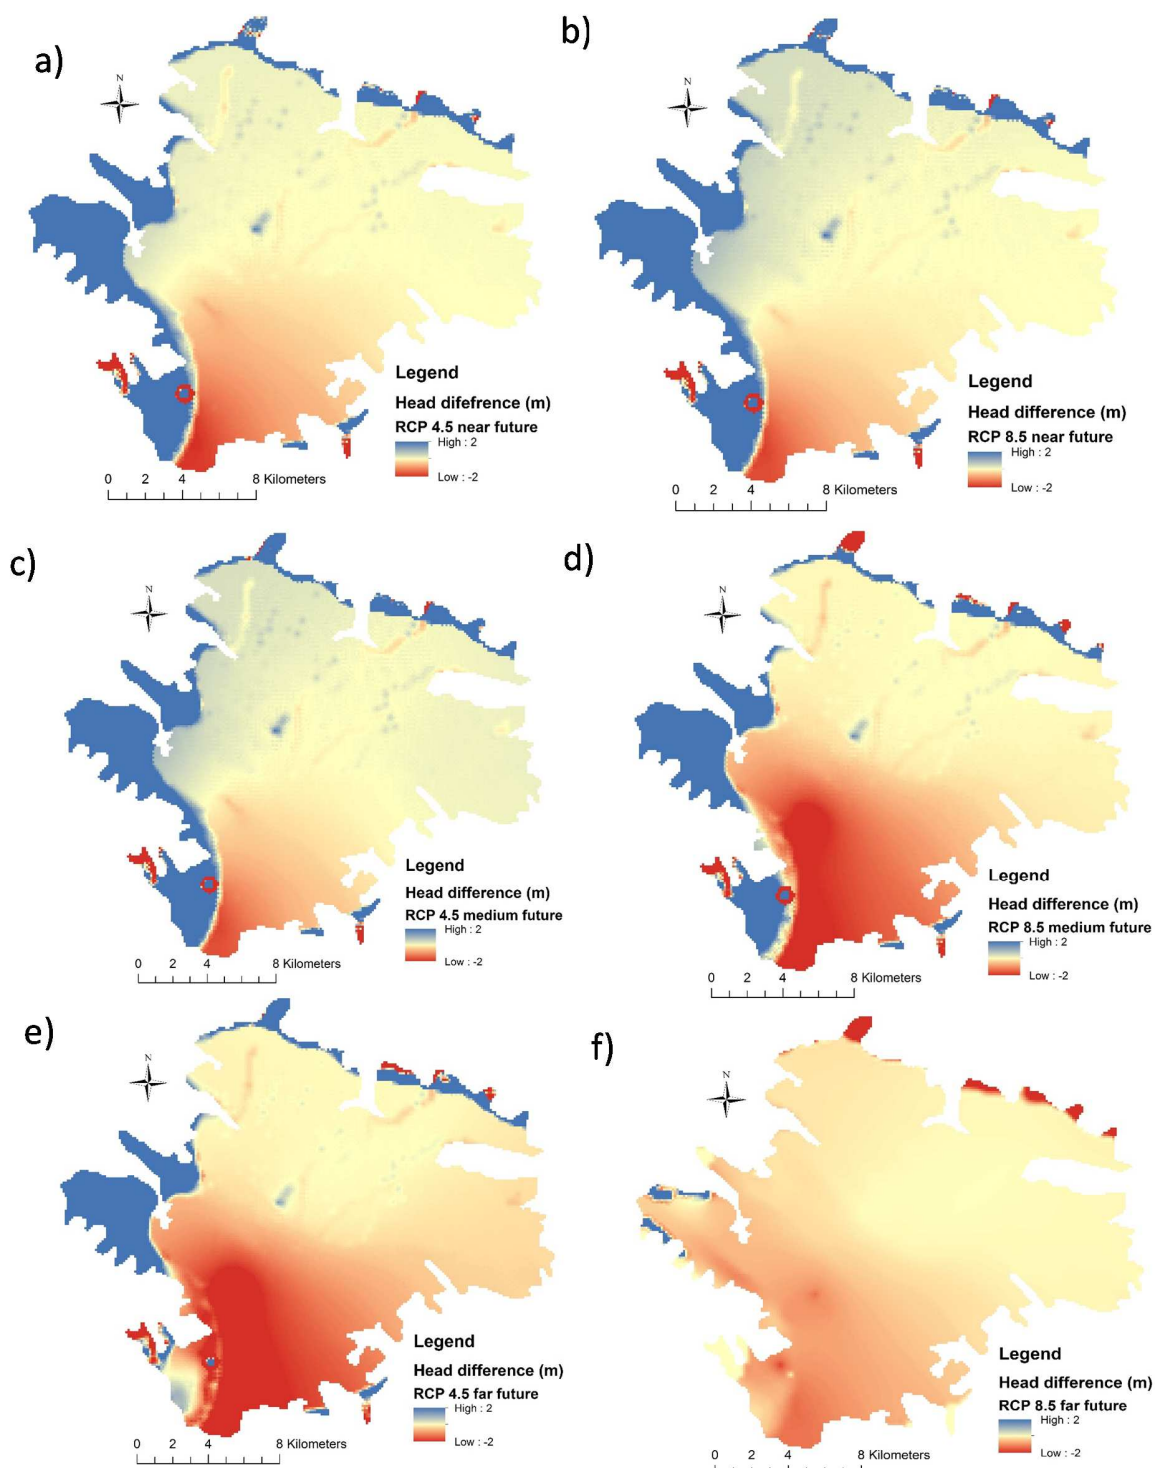 a)
N
Legend
Head difefrence (m)
RCP 4.5 near future
High : 2
Low : -2
0 2 4 8 Kilometers
b)
N
Legend
Head difference (m)
RCP 8.5 near future
High : 2
Low : -2
0 2 4 8 Kilometers
c)
N
Legend
Head difference (m)
RCP 4.5 medium future
High : 2
Low : -2
0 2 4 8 Kilometers
d)
N
Legend
Head difference (m)
RCP 8.5 medium future
High : 2
Low : -2
0 2 4 8 Kilometers
e)
N
Legend
Head difference (m)
RCP 4.5 far future
High : 2
Low : -2
0 2 4 8 Kilometers
f)
N
Legend
Head difference (m)
RCP 8.5 far future
High : 2
Low : -2
0 2 4 8 Kilometers